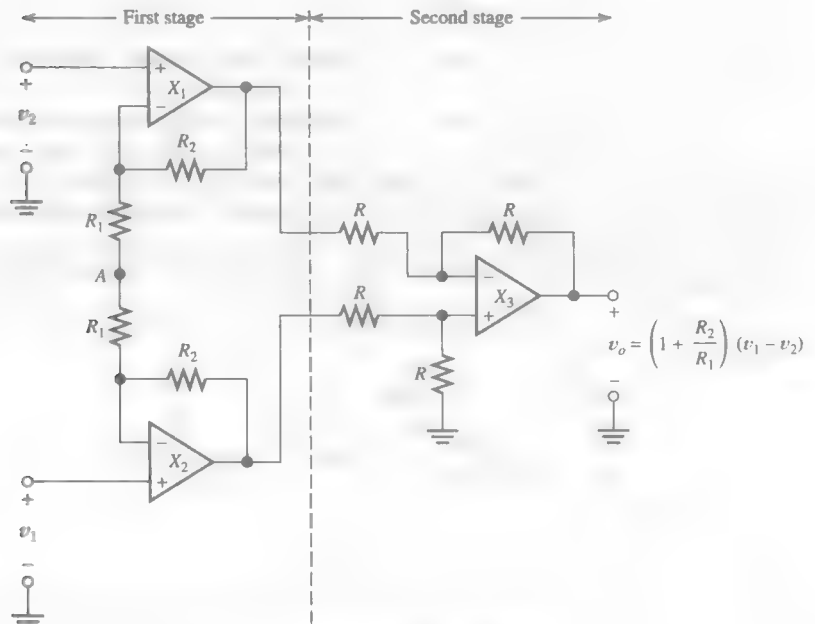 First stage
Second stage
+
X₁
−
+
v₂
−
R₂
R₁
A
R₁
R₂
−
X₂
+
+
v₁
−
R
R
−
X₃
+
R
R
+
vₒ = (1 + R₂/R₁) (v₁ − v₂)
−